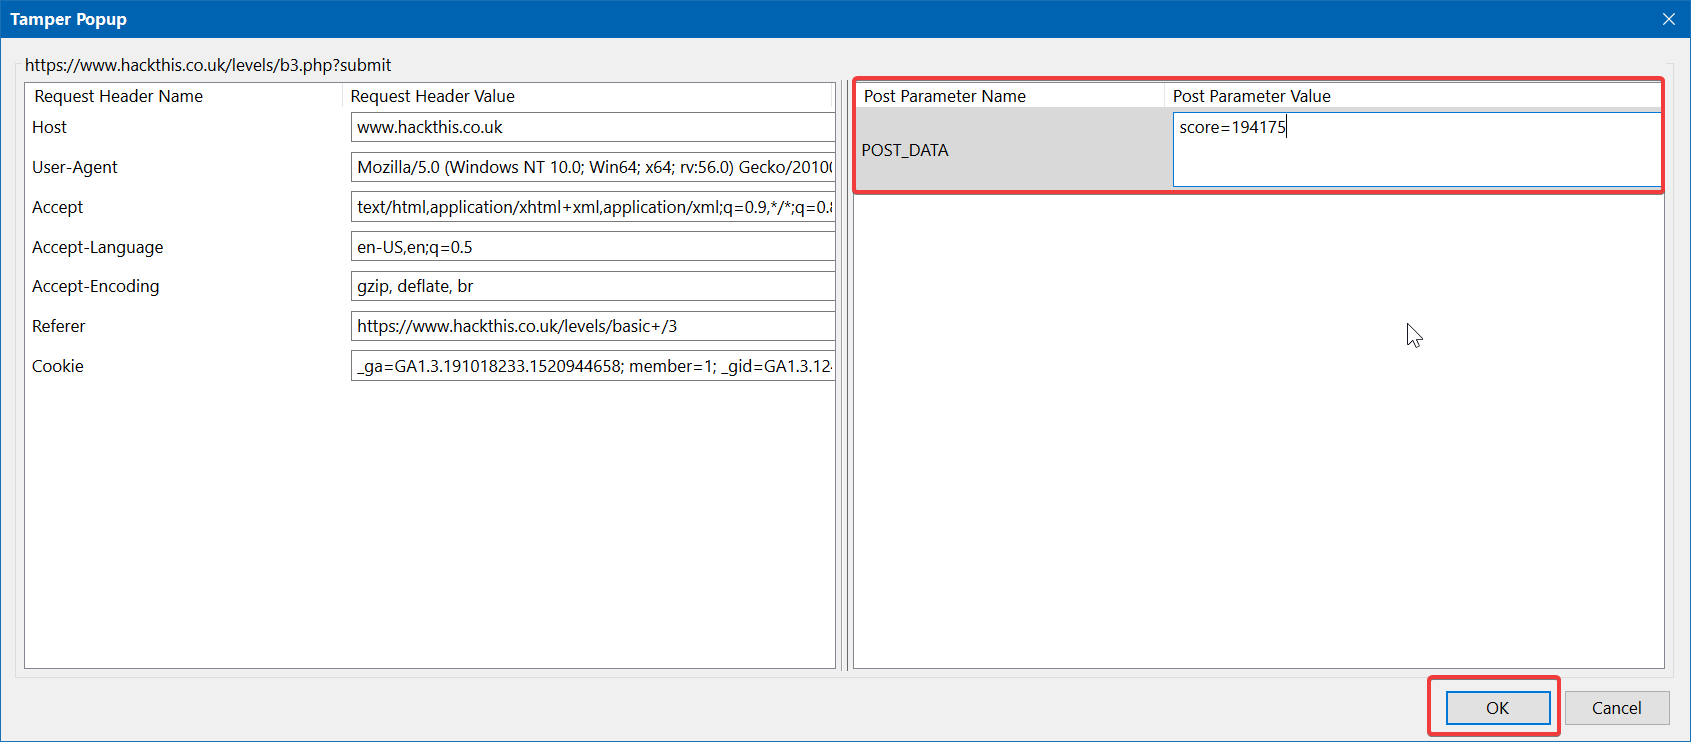 Tamper Popup
https://www.hackthis.co.uk/levels/b3.php?submit
Request Header Name Request Header Value
Host www.hackthis.co.uk
User-Agent Mozilla/5.0 (Windows NT 10.0; Win64; x64; rv:56.0) Gecko/2010
Accept text/html,application/xhtml+xml,application/xml;q=0.9,*/*;q=0.8
Accept-Language en-US,en;q=0.5
Accept-Encoding gzip, deflate, br
Referer https://www.hackthis.co.uk/levels/basic+/3
Cookie _ga=GA1.3.191018233.1520944658; member=1; _gid=GA1.3.12
Post Parameter Name Post Parameter Value
POST_DATA score=194175
OK Cancel